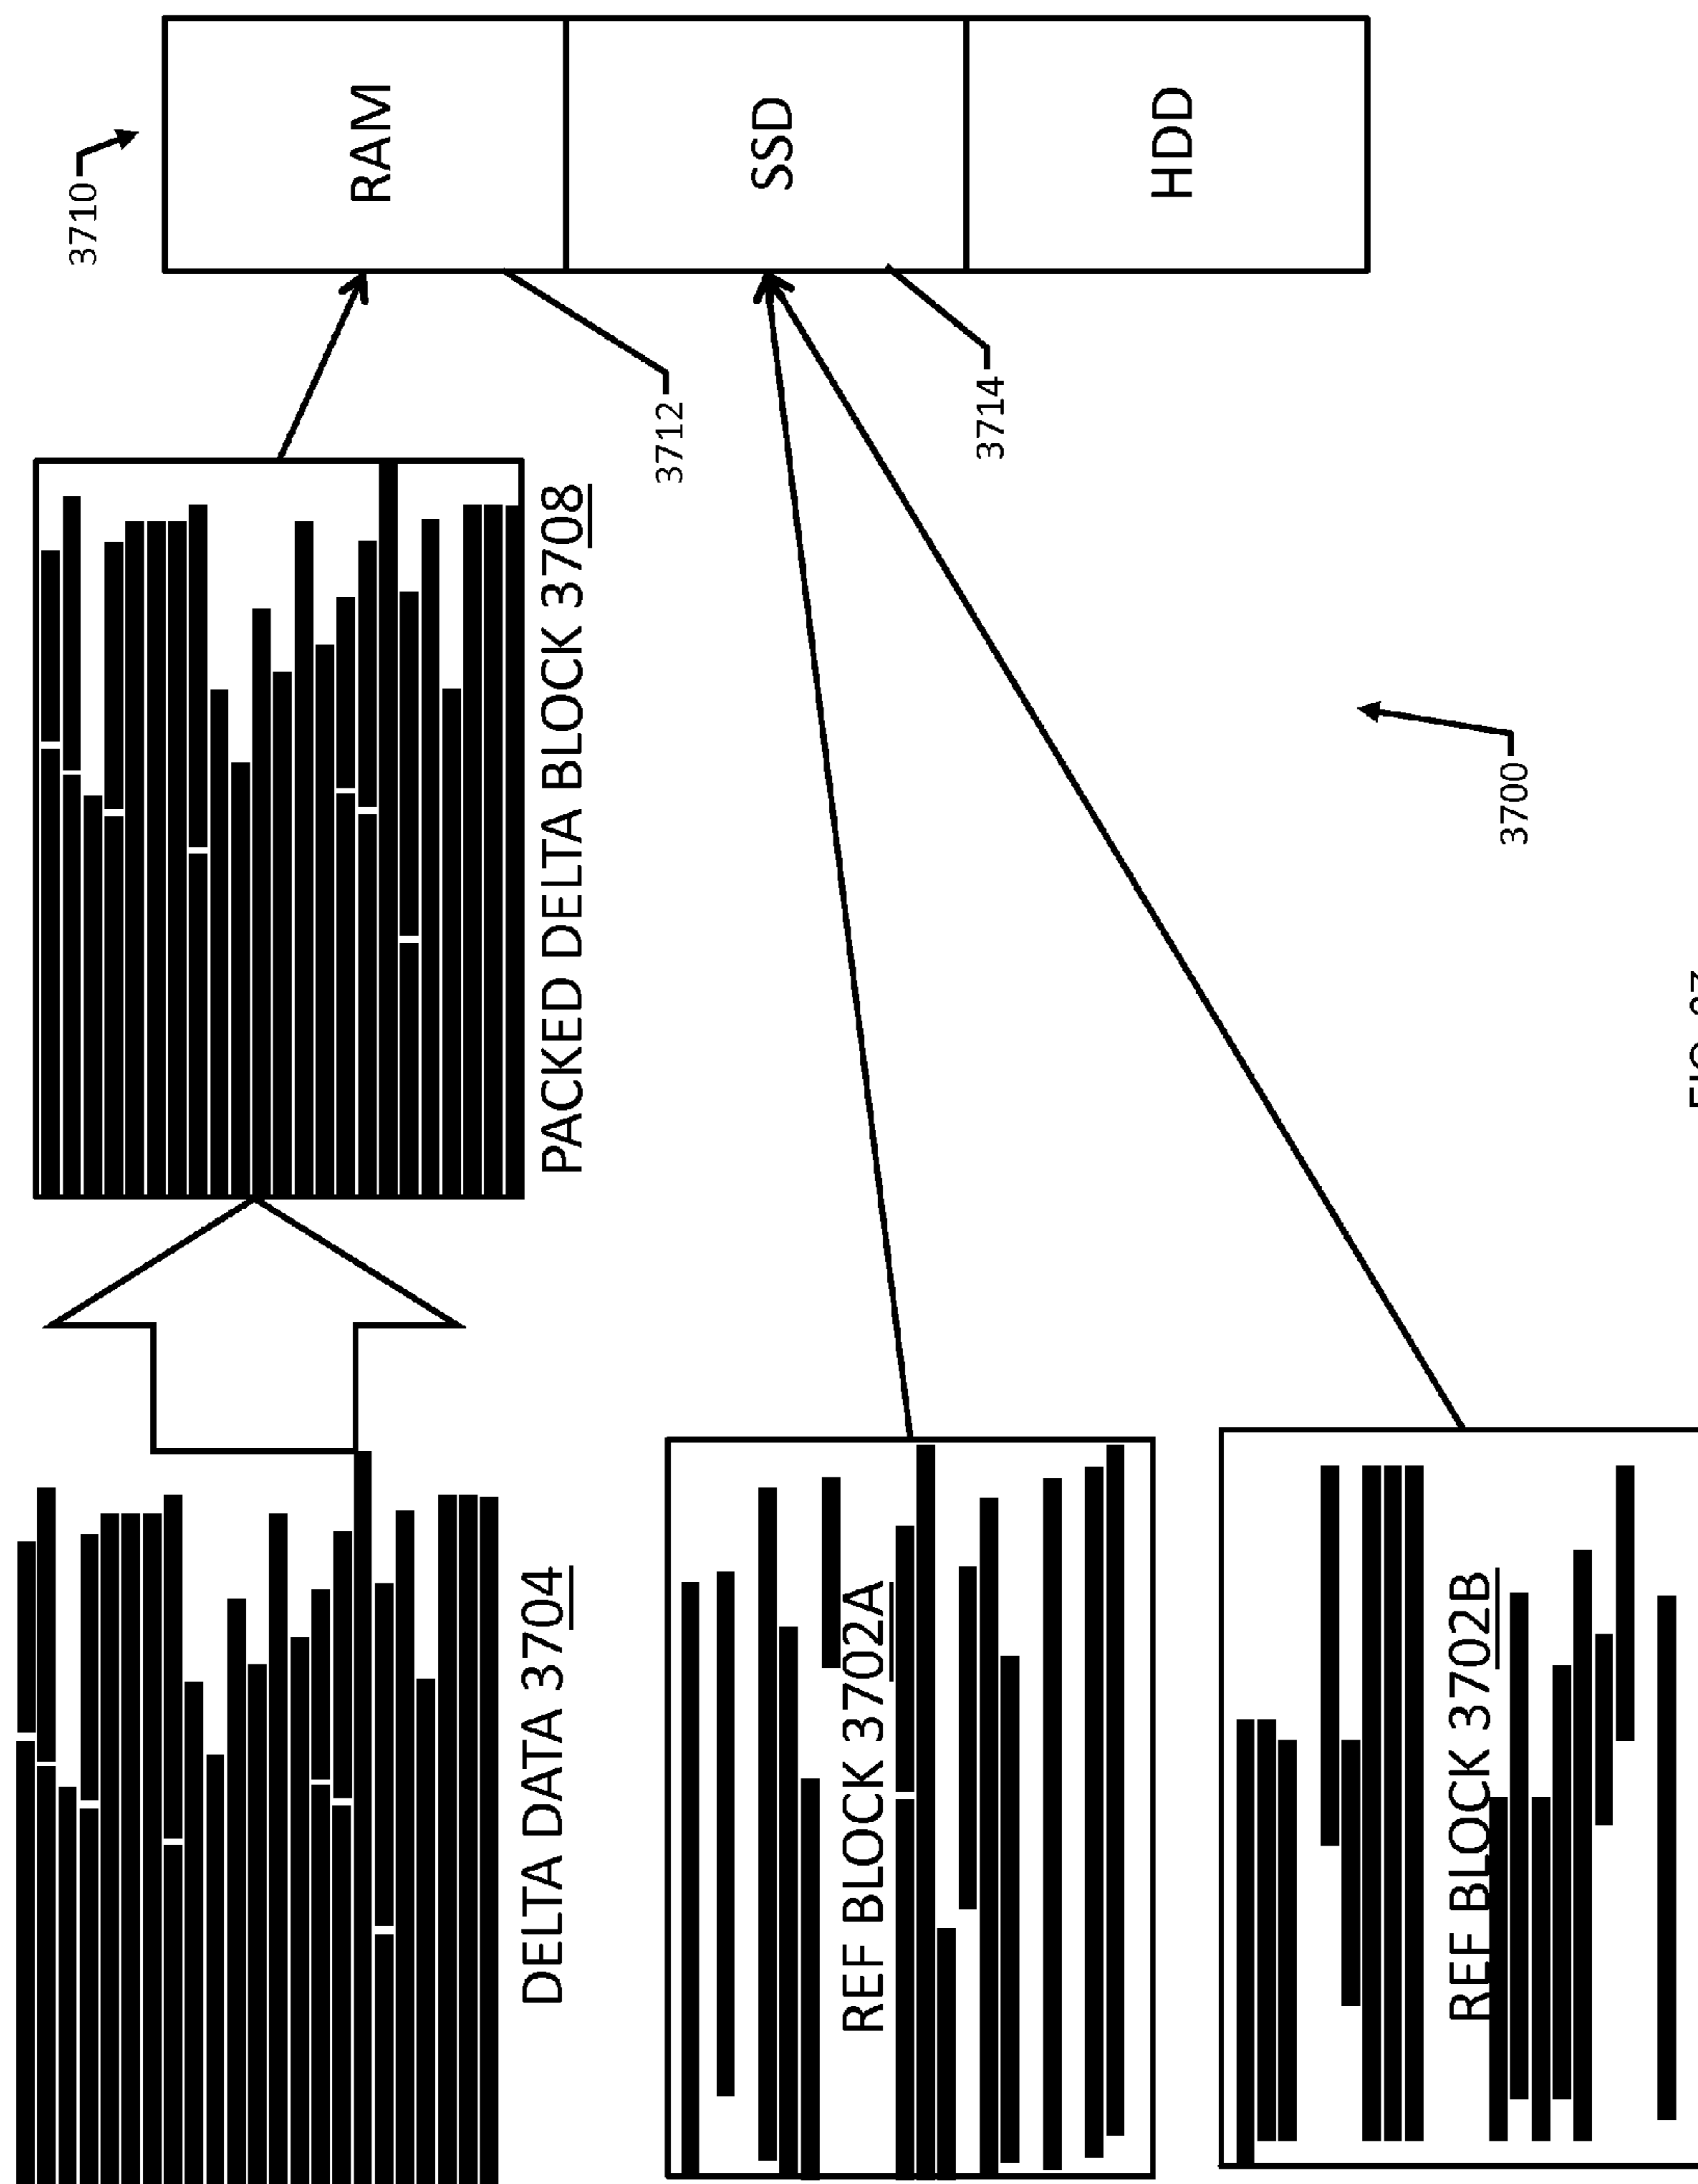 DELTA DATA 3704
PACKED DELTA BLOCK 3708
3710
RAM
3712
SSD
3714
HDD
REF BLOCK 3702A
REF BLOCK 3702B
3700